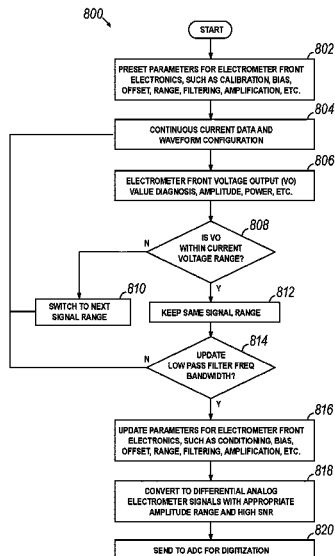 800
START
802
PRESET PARAMETERS FOR ELECTROMETER FRONT
ELECTRONICS, SUCH AS CALIBRATION, BIAS,
OFFSET, RANGE, FILTERING, AMPLIFICATION, ETC.
804
CONTINUOUS CURRENT DATA AND
WAVEFORM CONFIGURATION
806
ELECTROMETER FRONT VOLTAGE OUTPUT (VO)
VALUE DIAGNOSIS, AMPLITUDE, POWER, ETC.
808
IS VO
WITHIN CURRENT
VOLTAGE RANGE?
N
Y
810
SWITCH TO NEXT
SIGNAL RANGE
812
KEEP SAME SIGNAL RANGE
814
UPDATE
LOW PASS FILTER FREQ
BANDWIDTH?
N
Y
816
UPDATE PARAMETERS FOR ELECTROMETER FRONT
ELECTRONICS, SUCH AS CONDITIONING, BIAS,
OFFSET, RANGE, FILTERING, AMPLIFICATION, ETC.
818
CONVERT TO DIFFERENTIAL ANALOG
ELECTROMETER SIGNALS WITH APPROPRIATE
AMPLITUDE RANGE AND HIGH SNR
820
SEND TO ADC FOR DIGITIZATION